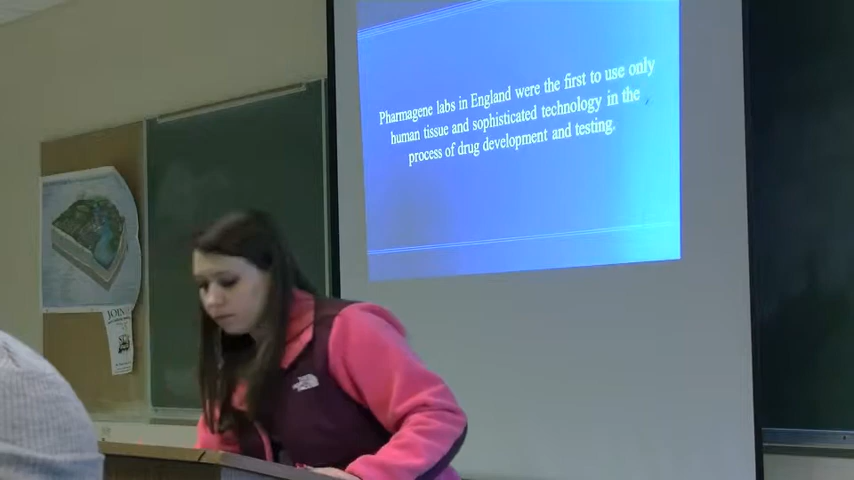 Pharmagene labs in England were the first to use only
human tissue and sophisticated technology in the
process of drug development and testing.
JOIN